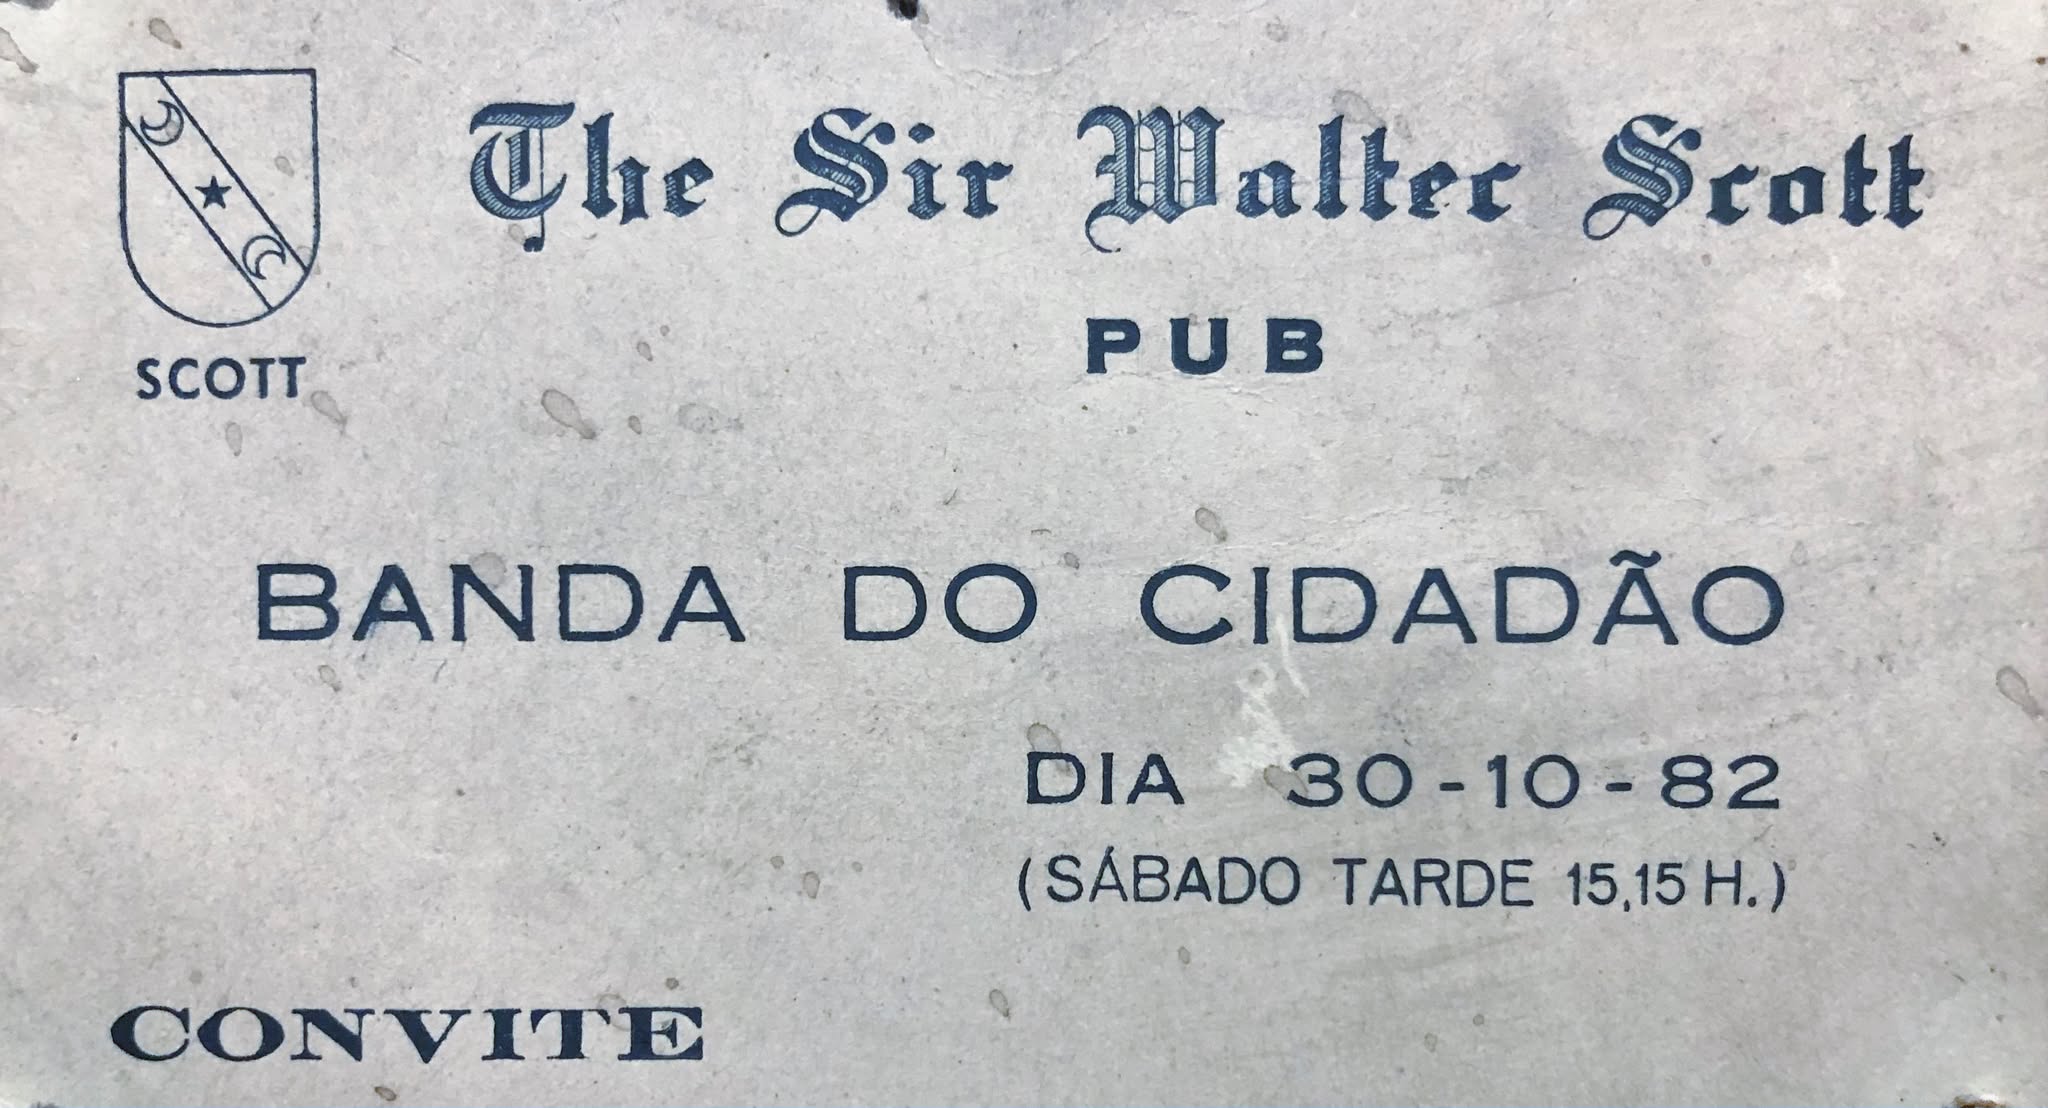 The Sir Walter Scott
PUB
SCOTT
BANDA DO CIDADÃO
DIA 30-10-82
(SÁBADO TARDE 15,15 H.)
CONVITE